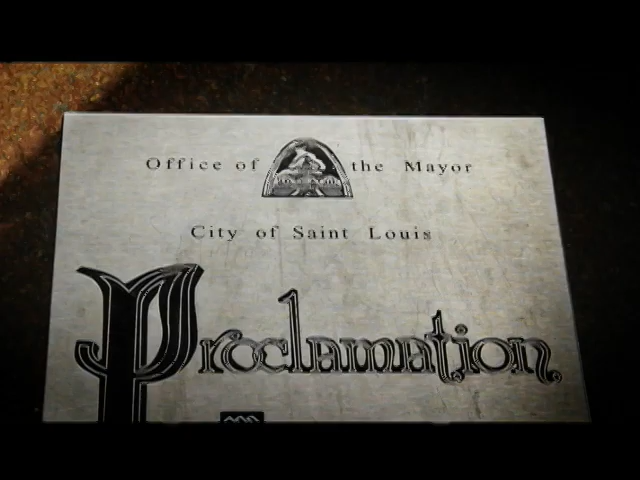 Office of the Mayor
City of Saint Louis
Proclamation